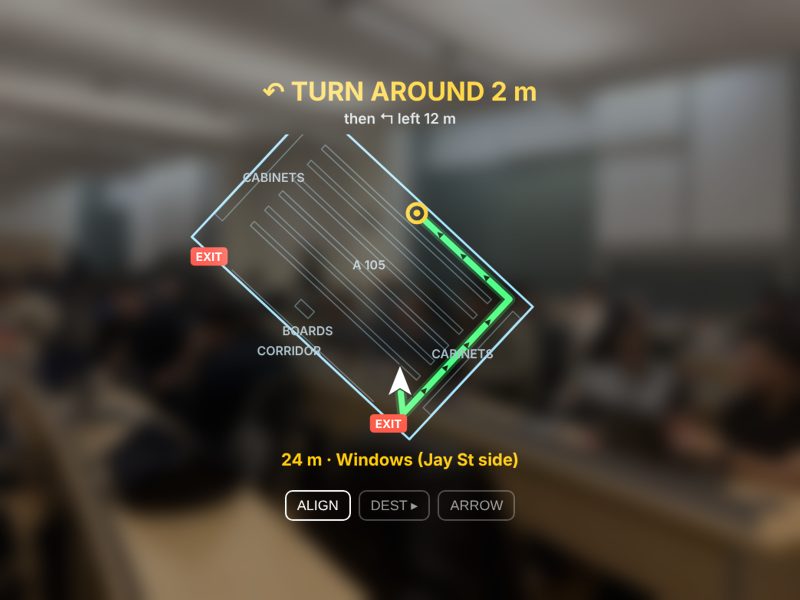 ↶ TURN AROUND 2 m
then ↰ left 12 m
CABINETS
EXIT
A 105
BOARDS
CORRIDOR
CABINETS
EXIT
24 m · Windows (Jay St side)
ALIGN
DEST ▸
ARROW